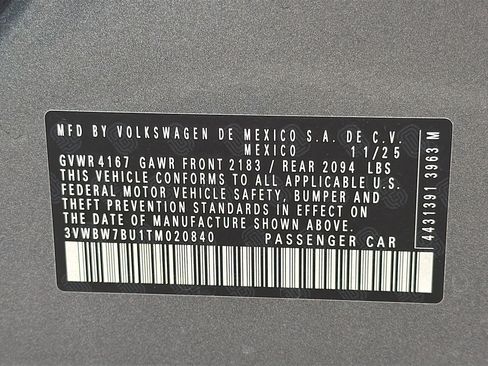 MFD BY VOLKSWAGEN DE MEXICO S.A. DE C.V.
MEXICO 11/25
GVWR 4167 GAWR FRONT 2183 / REAR 2094 LBS
THIS VEHICLE CONFORMS TO ALL APPLICABLE U.S.
FEDERAL MOTOR VEHICLE SAFETY, BUMPER AND
THEFT PREVENTION STANDARDS IN EFFECT ON
THE DATE OF MANUFACTURE SHOWN ABOVE.
3VWBW7BU1TM020840 PASSENGER CAR
4431391 3963 M